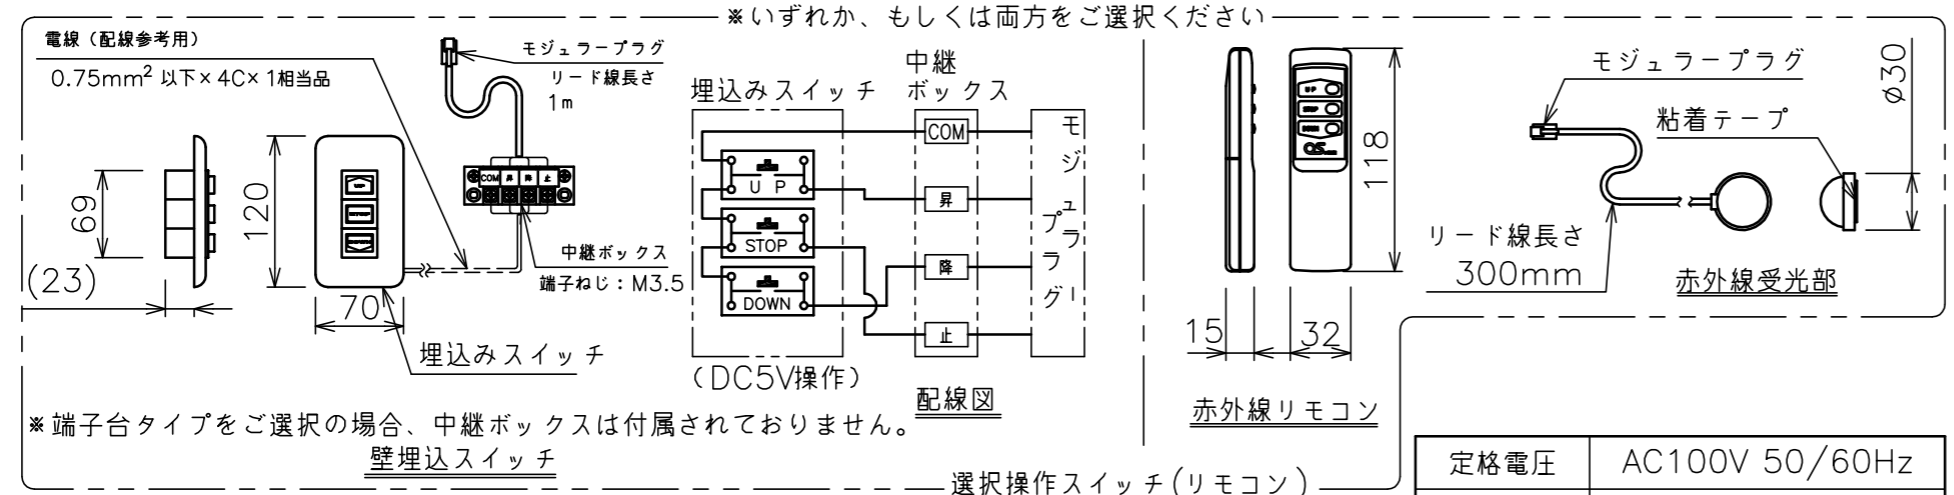 ※いずれか、もしくは両方をご選択ください
電線（配線参考用）
0.75mm² 以下×4C×1相当品
モジュラープラグ
リード線長さ
1m
69
(23)
120
70
UP
COM 昇 降 止
中継ボックス
端子ねじ：M3.5
埋込みスイッチ
※端子台タイプをご選択の場合、中継ボックスは付属されておりません。
壁埋込スイッチ
埋込みスイッチ
中継
ボックス
モジュラープラグ
COM
UP
昇
STOP
降
DOWN
止
(DC5V操作)
配線図
UP
STOP
DOWN
OS
118
15
32
赤外線リモコン
モジュラープラグ
粘着テープ
φ30
リード線長さ
300mm
赤外線受光部
選択操作スイッチ(リモコン)
定格電圧
AC100V 50/60Hz